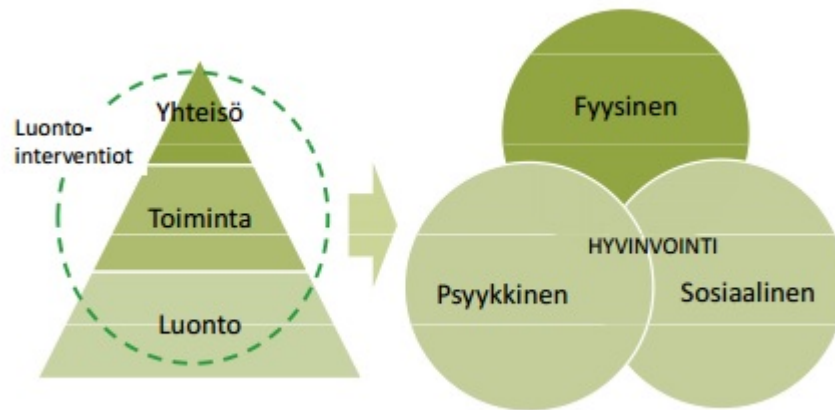 Luonto-
interventiot
Yhteisö
Toiminta
Luonto
Fyysinen
HYVINVOINTI
Psyykkinen
Sosiaalinen